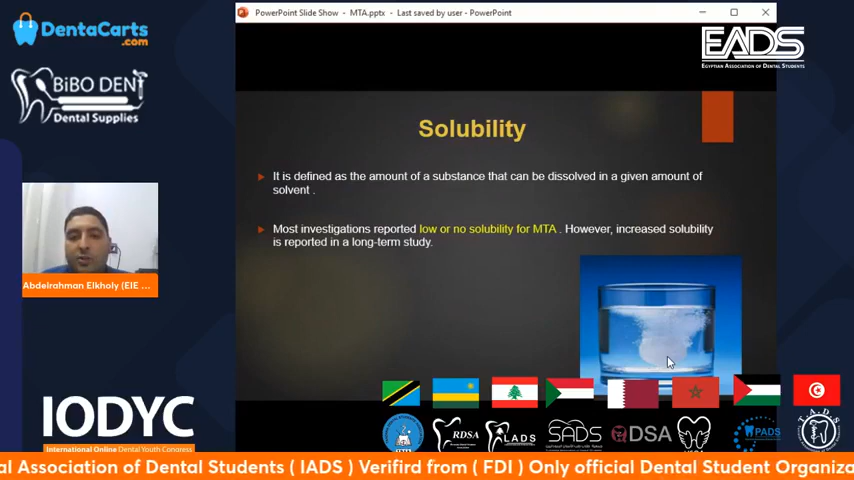 DentaCarts
.com
BiBO DENT
Dental Supplies
PowerPoint Slide Show - MTA.pptx - Last saved by user - PowerPoint
EADS
EGYPTIAN ASSOCIATION OF DENTAL STUDENTS
Solubility
It is defined as the amount of a substance that can be dissolved in a given amount of
solvent .
Most investigations reported low or no solubility for MTA . However, increased solubility
is reported in a long-term study.
Abdelrahman Elkholy (EIE ...
IODYC
International Online Dental Youth Congress
RDSA
LADS
SADS
DSA
PADS
T.A.D.S
al Association of Dental Students ( IADS ) Verifird from ( FDI ) Only official Dental Student Organiza